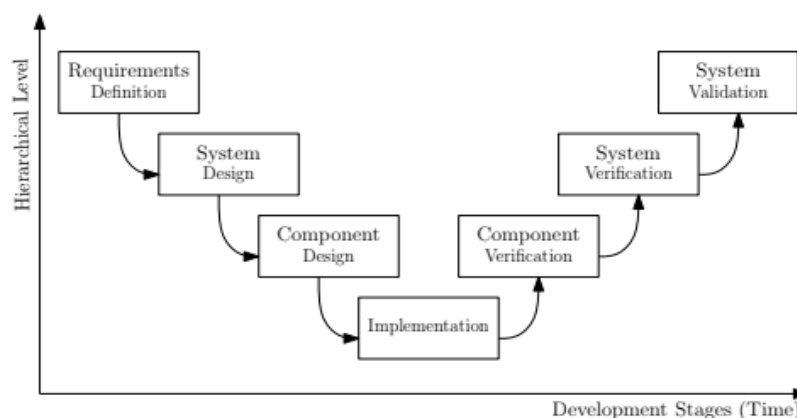 Hierarchical Level
Requirements
Definition
System
Design
Component
Design
Implementation
Component
Verification
System
Verification
System
Validation
Development Stages (Time)